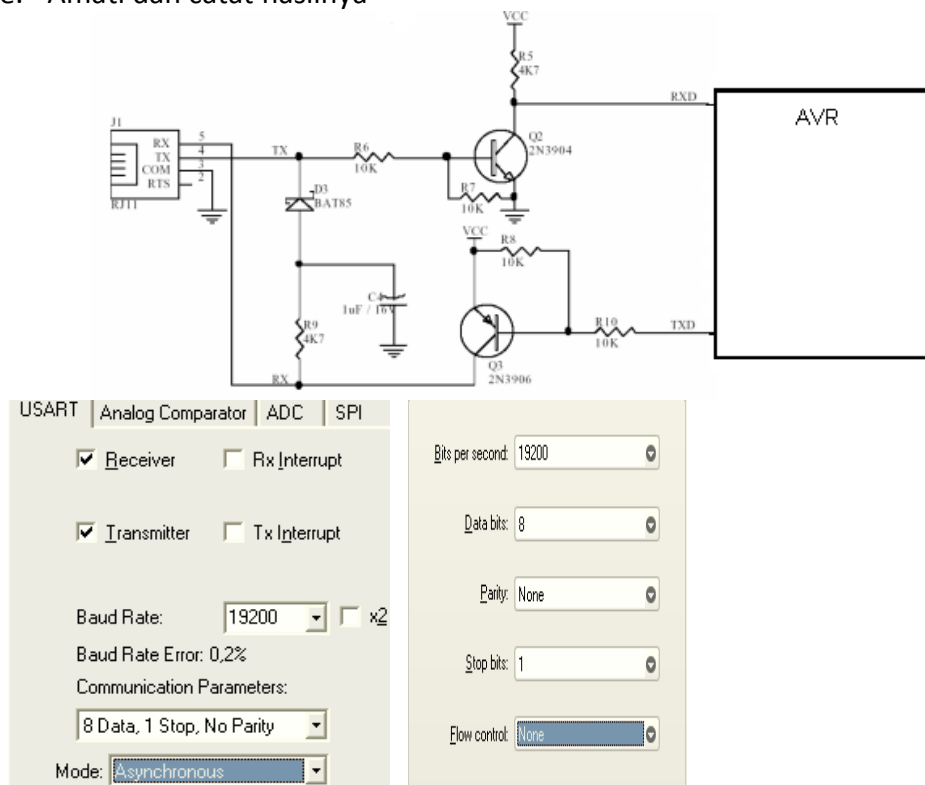 e. Amati dan catat hasilnya
VCC
R5
4K7
RXD
AVR
J1
RX 5
TX 4
COM 3
RTS 2
RJ11
TX
R6
10K
Q2
2N3904
R7
10K
D3
BAT85
VCC
R8
10K
C4
1uF / 16V
R9
4K7
R10
10K
TXD
Q3
2N3906
RX
USART Analog Comparator ADC SPI
Receiver Rx Interrupt
Transmitter Tx Interrupt
Baud Rate: 19200 x2
Baud Rate Error: 0,2%
Communication Parameters:
8 Data, 1 Stop, No Parity
Mode: Asynchronous
Bits per second: 19200
Data bits: 8
Parity: None
Stop bits: 1
Flow control: None